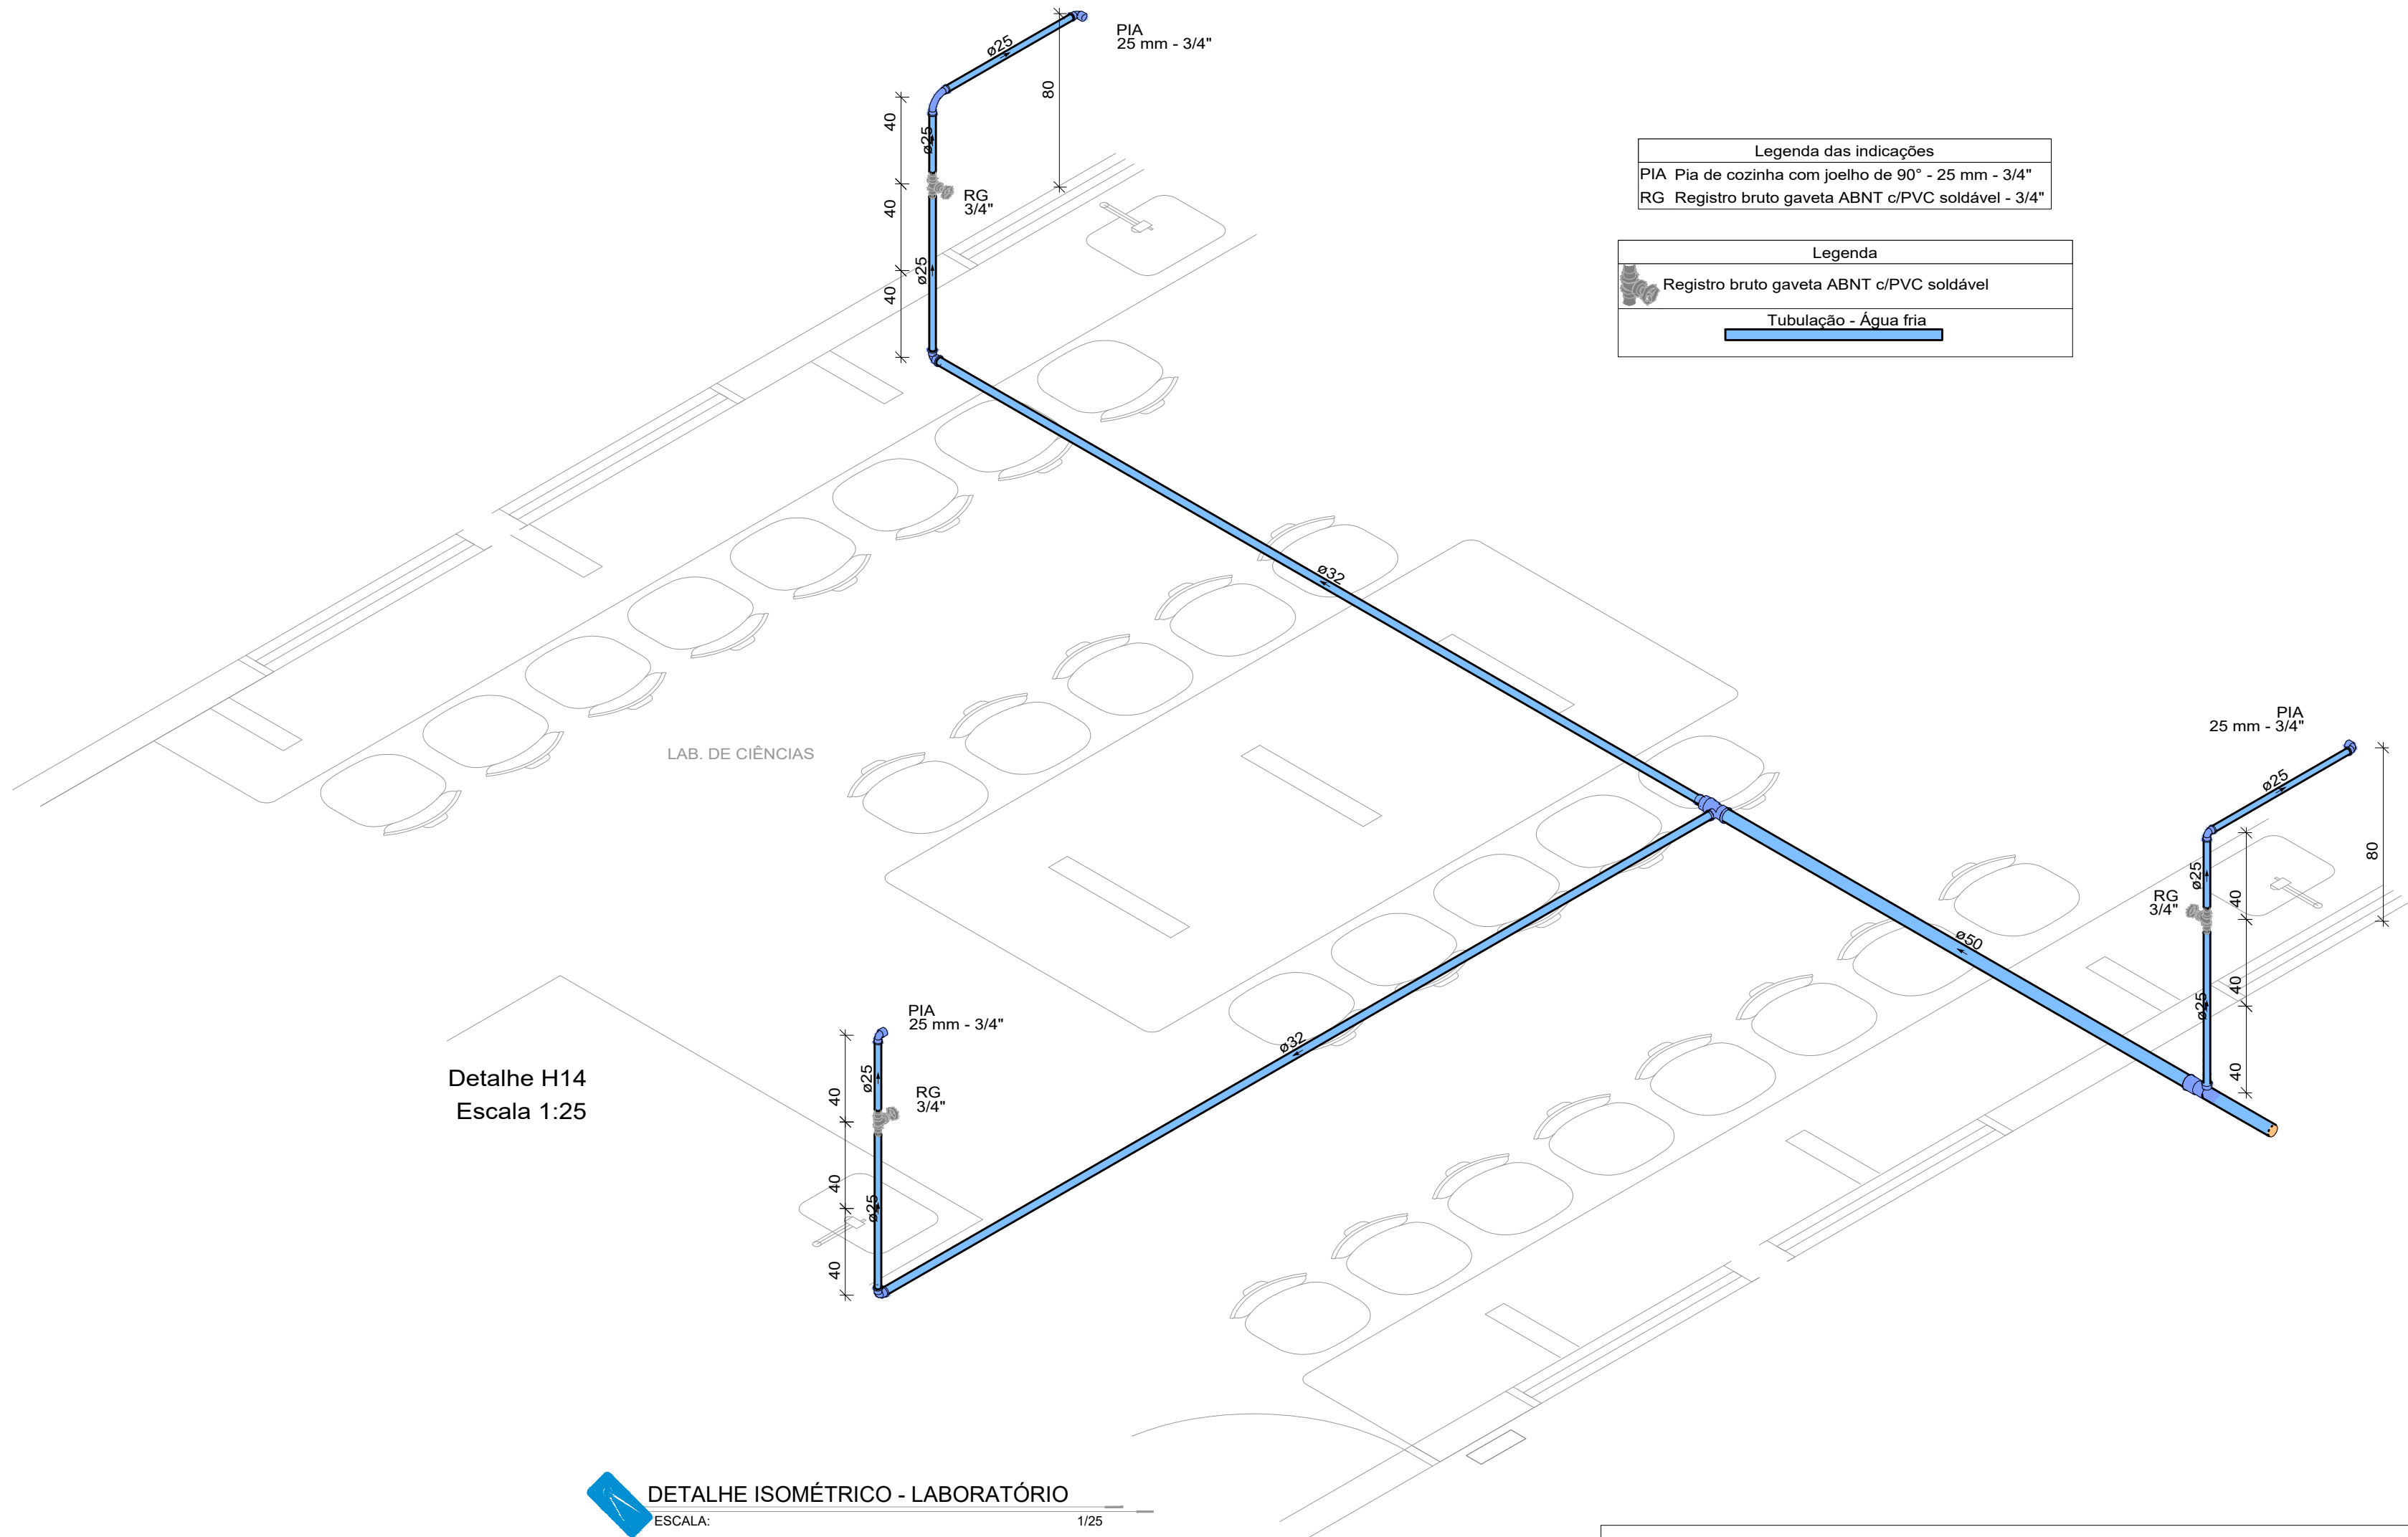 PIA
25 mm - 3/4"
ø25
80
40
ø25
RG
3/4"
40
ø25
40
Legenda das indicações
PIA Pia de cozinha com joelho de 90° - 25 mm - 3/4"
RG Registro bruto gaveta ABNT c/PVC soldável - 3/4"
Legenda
Registro bruto gaveta ABNT c/PVC soldável
Tubulação - Água fria
ø32
LAB. DE CIÊNCIAS
PIA
25 mm - 3/4"
ø25
80
ø25
40
RG
3/4"
ø50
40
ø25
40
PIA
25 mm - 3/4"
ø32
Detalhe H14
Escala 1:25
ø25
40
RG
3/4"
40
ø25
40
DETALHE ISOMÉTRICO - LABORATÓRIO
ESCALA: 1/25